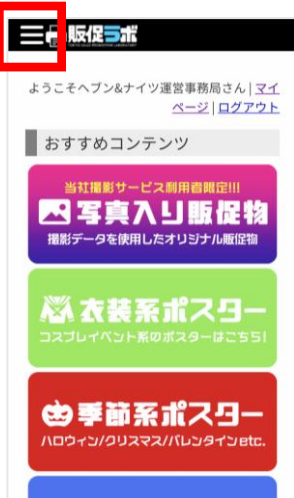 販促ラボ
ようこそヘブン&ナイツ運営事務局さん | マイ
ページ | ログアウト
おすすめコンテンツ
当社撮影サービス利用者限定!!!
写真入り販促物
撮影データを使用したオリジナル販促物
衣装系ポスター
コスプレイベント系のポスターはこちら!
季節系ポスター
ハロウィン/クリスマス/バレンタインetc.